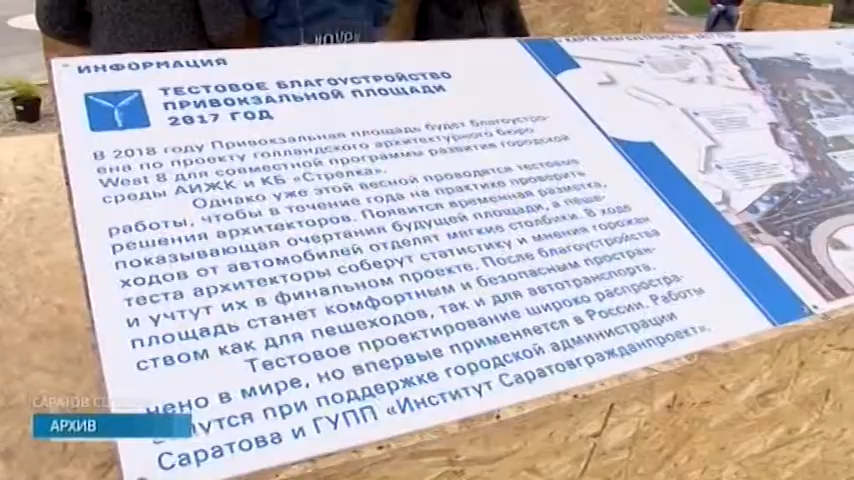 ИНФОРМАЦИЯ
ТЕСТОВОЕ БЛАГОУСТРОЙСТВО
ПРИВОКЗАЛЬНОЙ ПЛОЩАДИ
2017 ГОД
В 2018 году Привокзальная площадь будет благоустро-
ена по проекту голландского архитектурного бюро
West 8 для совместной программы развития городской
среды АИЖК и КБ «Стрелка».
Однако уже этой весной проводятся тестовые
работы, чтобы в течение года на практике проверить
решения архитекторов. Появится временная разметка,
показывающая очертания будущей площади, а пеше-
ходов от автомобилей отделят мягкие столбики. В ходе
теста архитекторы соберут статистику и мнения горожан
и учтут их в финальном проекте. После благоустройства
площадь станет комфортным и безопасным простран-
ством как для пешеходов, так и для автотранспорта.
Тестовое проектирование широко распростра-
нено в мире, но впервые применяется в России. Работы
ведутся при поддержке городской администрации
Саратова и ГУПП «Институт Саратовгражданпроект».
САРАТОВ
АРХИВ